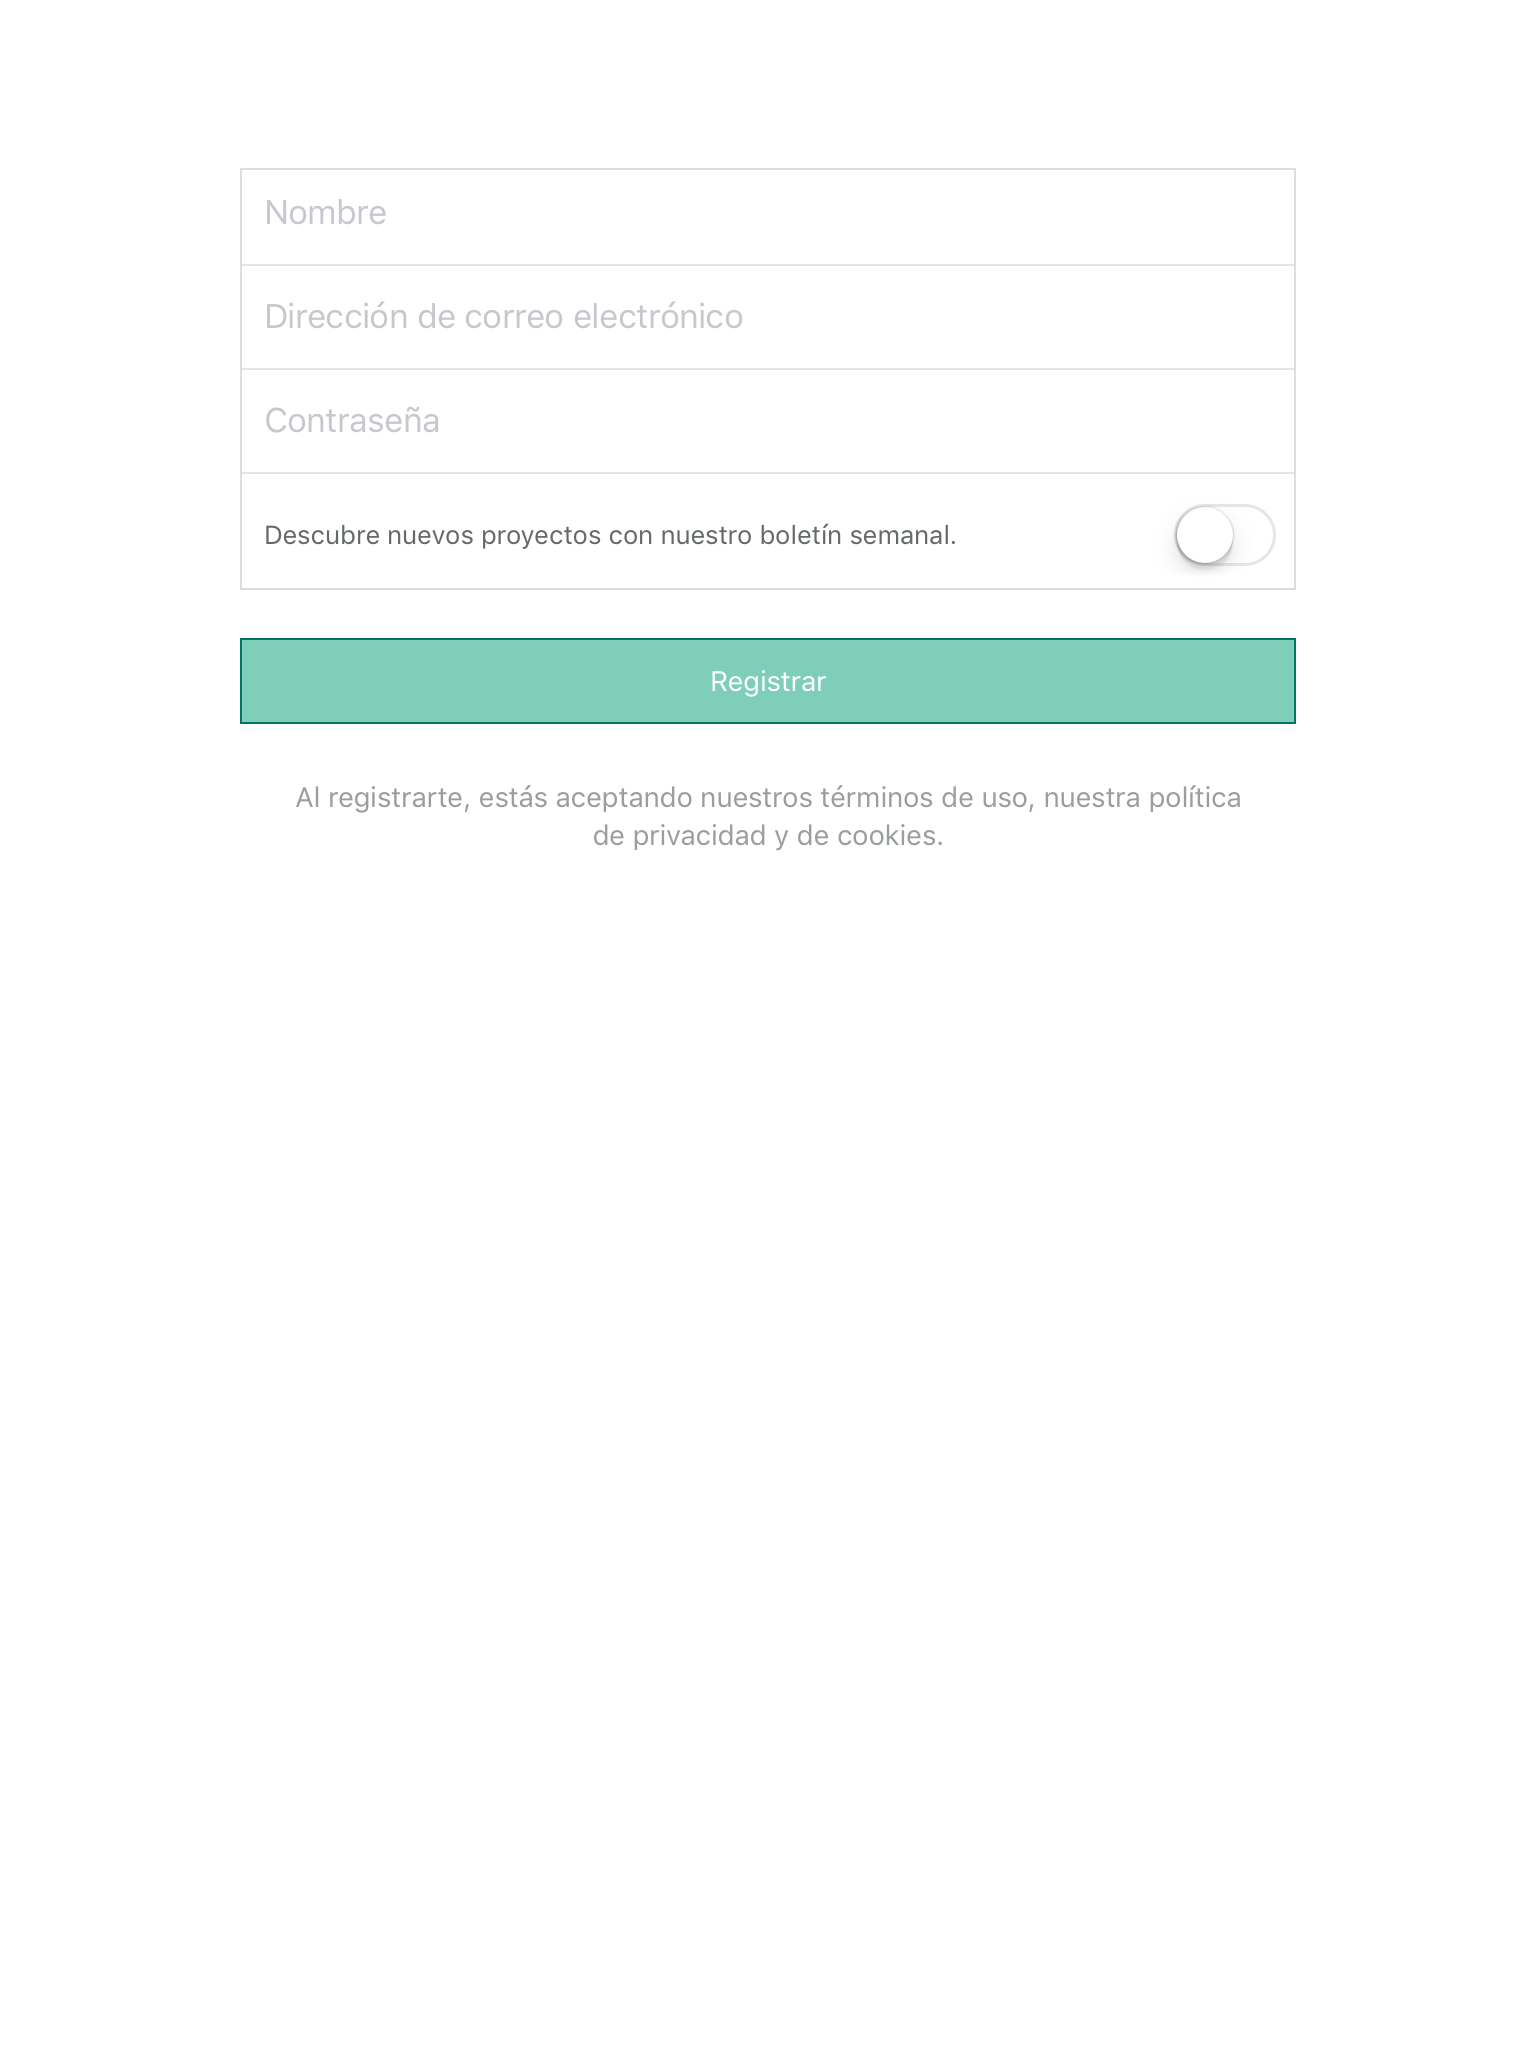 Nombre
Dirección de correo electrónico
Contraseña
Descubre nuevos proyectos con nuestro boletín semanal.
Registrar
Al registrarte, estás aceptando nuestros términos de uso, nuestra política
de privacidad y de cookies.